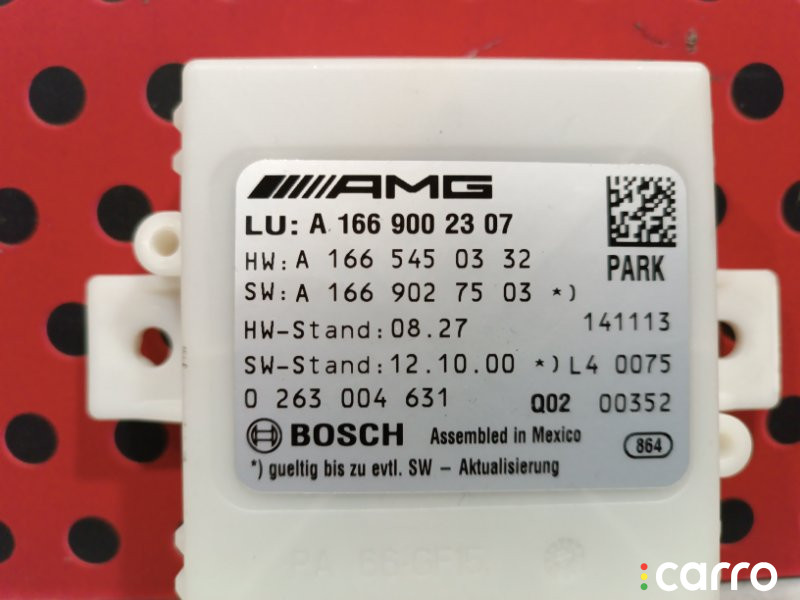 AMG
LU: A 166 900 23 07
HW: A 166 545 03 32
PARK
SW: A 166 902 75 03 *)
HW-Stand: 08.27 141113
SW-Stand: 12.10.00 *) L4 0075
0 263 004 631 Q02 00352
BOSCH Assembled in Mexico 864
*) gueltig bis zu evtl. SW – Aktualisierung
carro